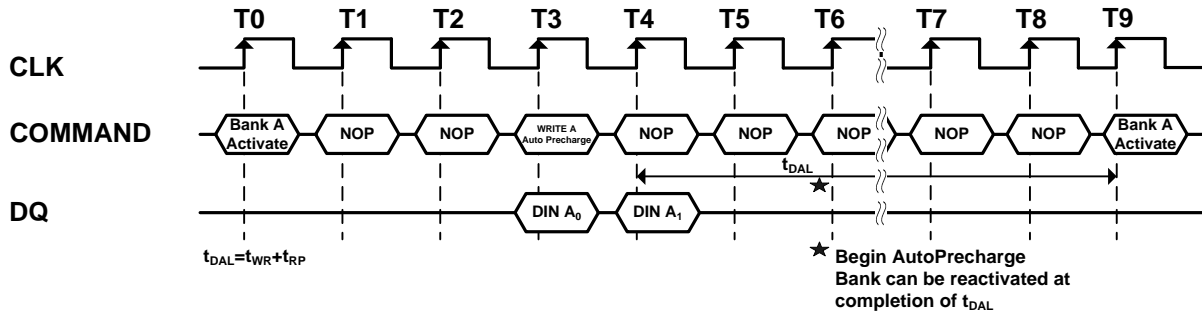 T0 T1 T2 T3 T4 T5 T6 T7 T8 T9
CLK
COMMAND
Bank A
Activate
NOP
NOP
WRITE A
Auto Precharge
NOP
NOP
NOP
NOP
NOP
Bank A
Activate
tDAL
DQ
DIN A0
DIN A1
tDAL=tWR+tRP
Begin AutoPrecharge
Bank can be reactivated at
completion of tDAL